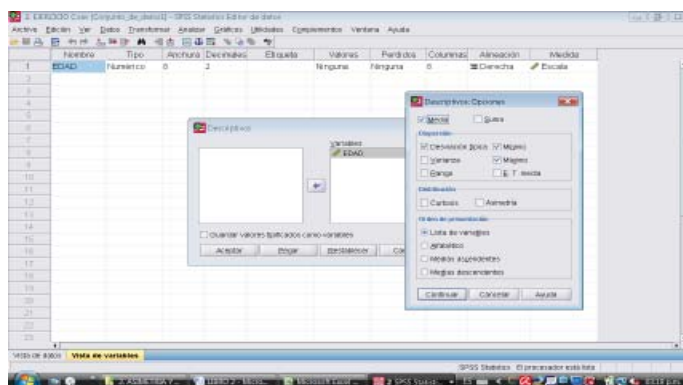 Archivo Edición Ver Datos Transformar Analizar Gráficos Utilidades Complementos Ventana Ayuda
Nombre Tipo Anchura Decimales Etiqueta Valores Perdidos Columnas Alineación Medida
1 EDAD Numérico 8 2 Ninguna Ninguna 8 Derecha Escala
Descriptivos
Variables
EDAD
Guardar valores tipificados como variables
Aceptar Pegar Restablecer
Descriptivos: Opciones
Media Suma
Dispersión
Desviación típica
Varianza Máximo
Rango E. T. media
Distribución
Curtosis Asimetría
Orden de presentación
Lista de variables
Alfabético
Medias ascendentes
Medias descendentes
Continuar Cancelar Ayuda
Vista de datos Vista de variables
SPSS Statistics El procesador está listo